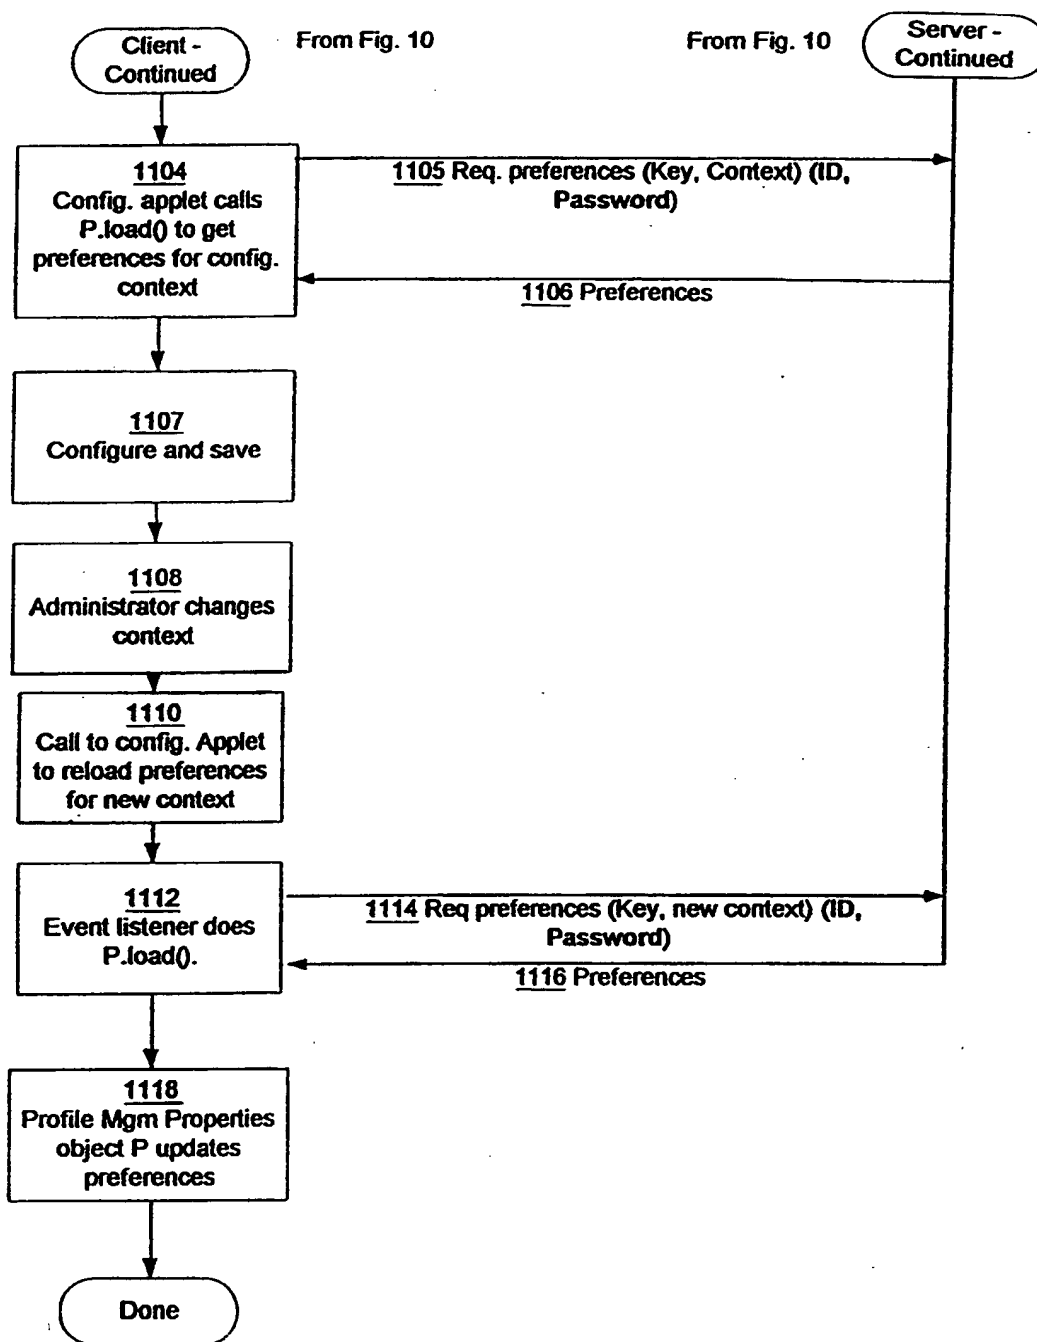 Client -
Continued
From Fig. 10
From Fig. 10
Server -
Continued
1104
Config. applet calls
P.load() to get
preferences for config.
context
1105 Req. preferences (Key, Context) (ID,
Password)
1106 Preferences
1107
Configure and save
1108
Administrator changes
context
1110
Call to config. Applet
to reload preferences
for new context
1112
Event listener does
P.load().
1114 Req preferences (Key, new context) (ID,
Password)
1116 Preferences
1118
Profile Mgm Properties
object P updates
preferences
Done